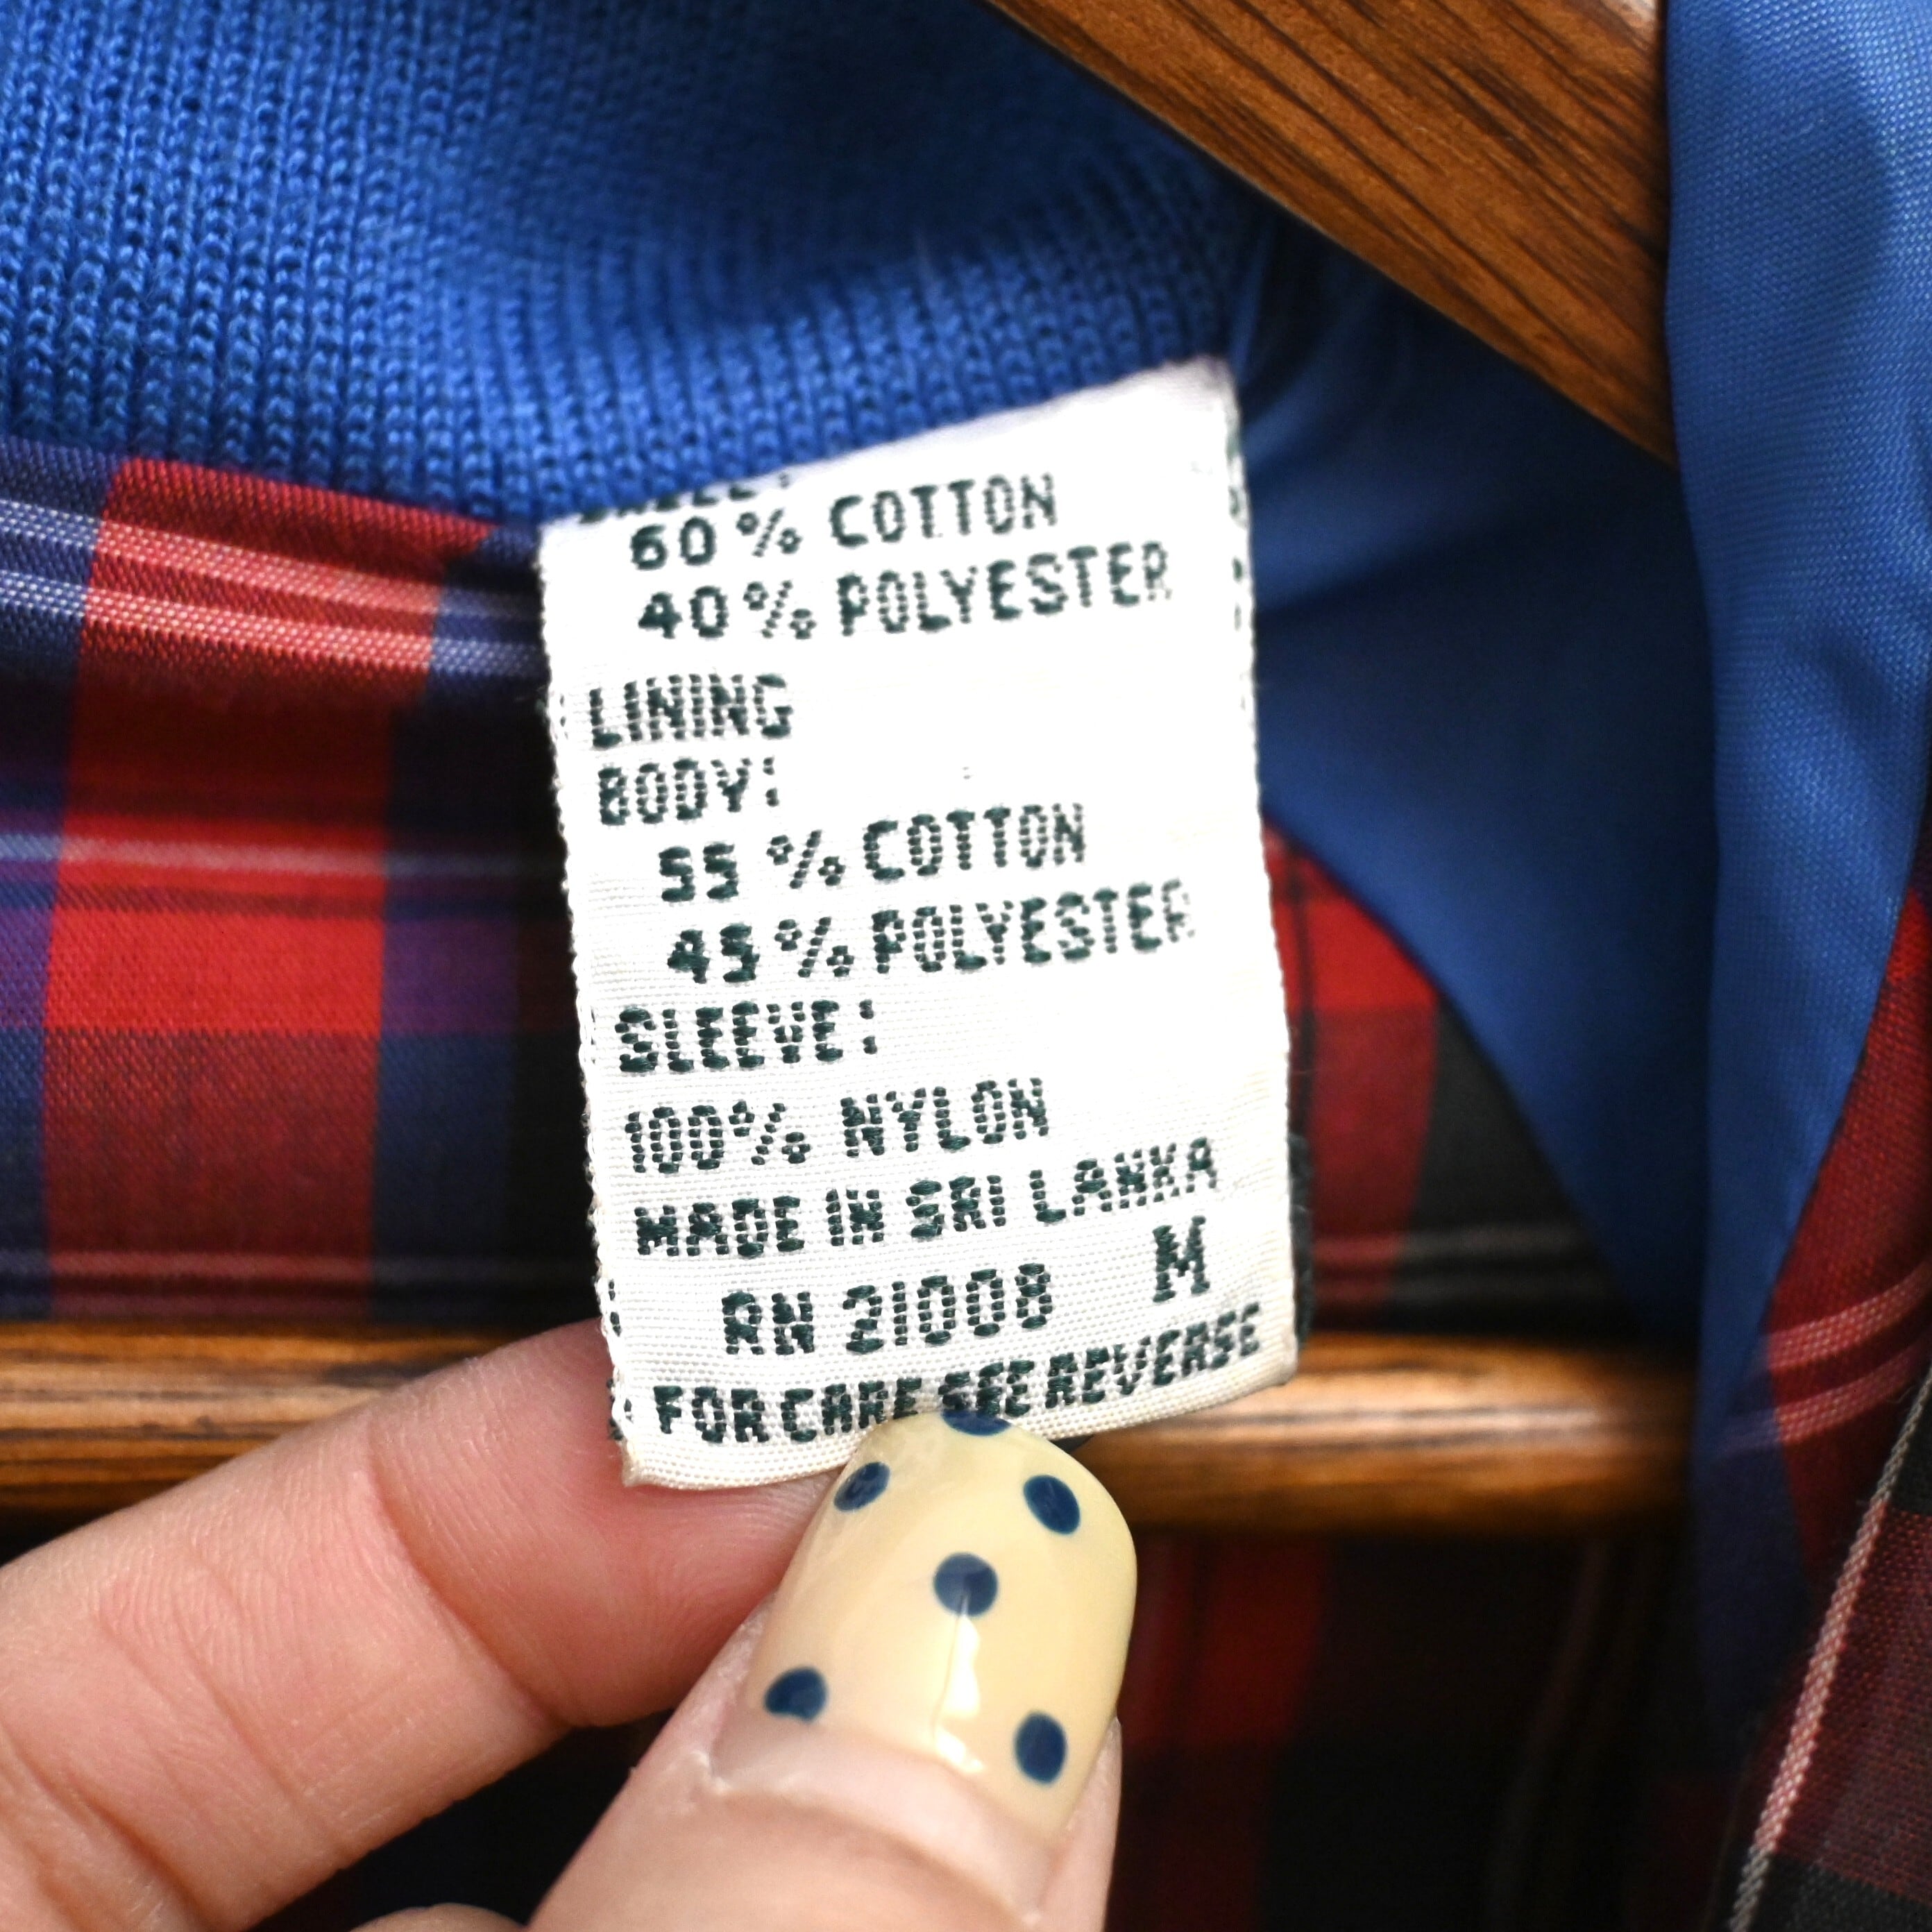 60% COTTON
40% POLYESTER
LINING
BODY:
55% COTTON
45% POLYESTER
SLEEVE:
100% NYLON
MADE IN SRI LANKA
RN 21008 M
FOR CARE SEE REVERSE